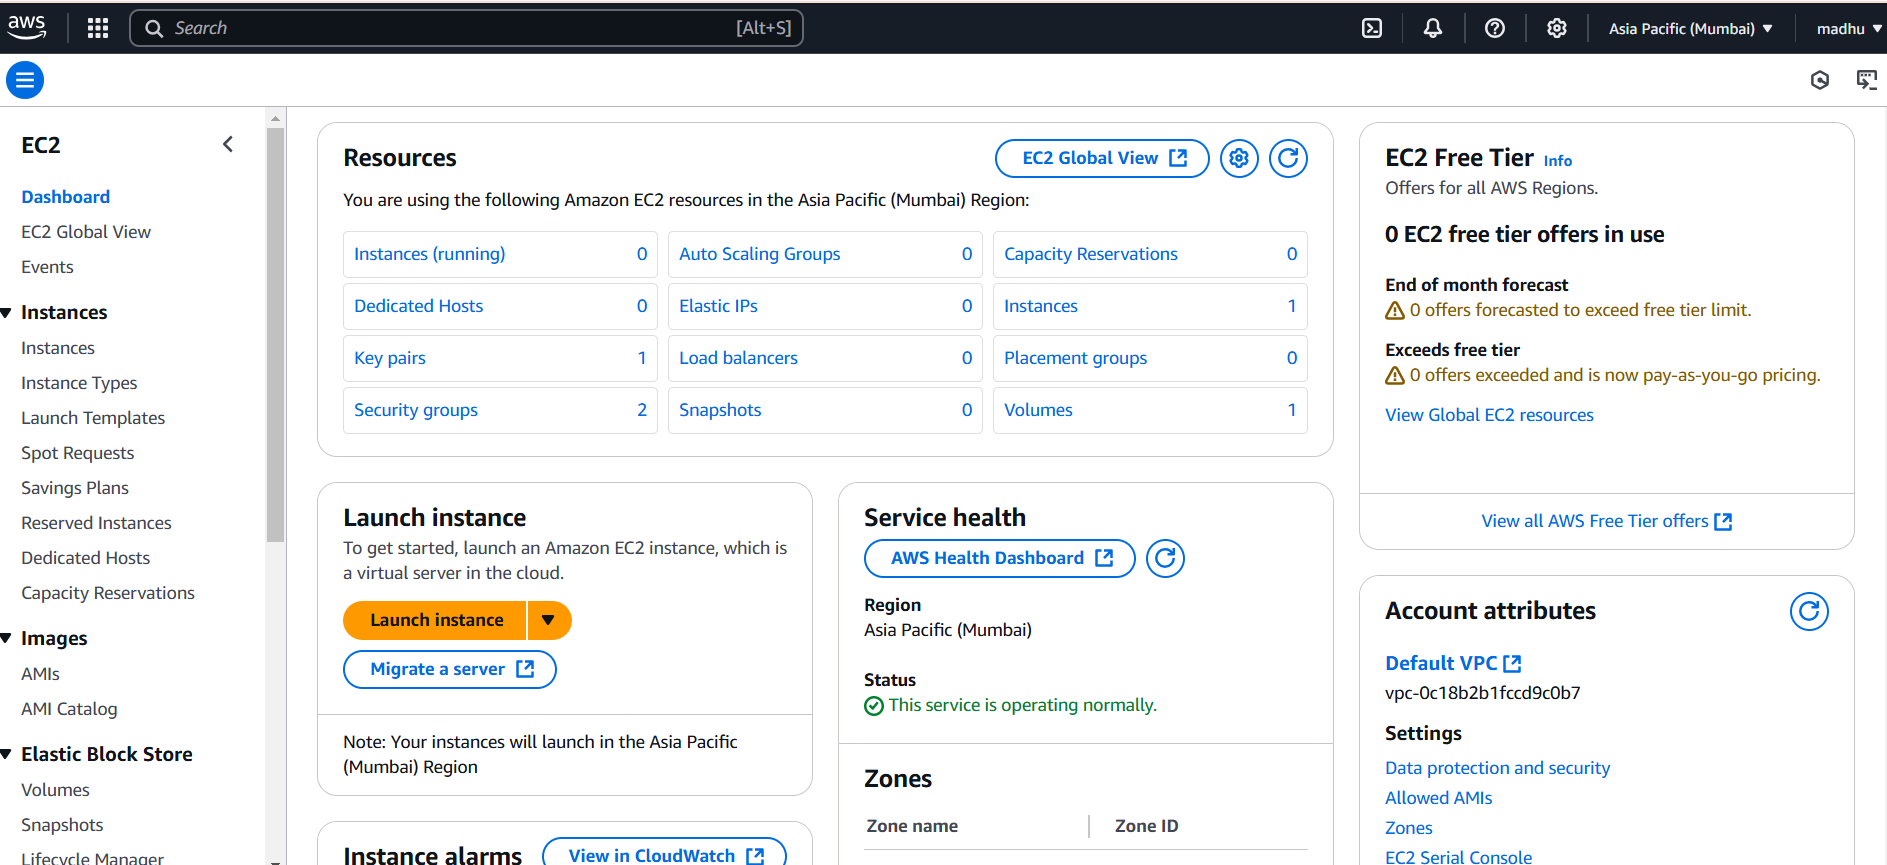 aws
Search
[Alt+S]
Asia Pacific (Mumbai)
madhu
EC2
Dashboard
EC2 Global View
Events
Instances
Instances
Instance Types
Launch Templates
Spot Requests
Savings Plans
Reserved Instances
Dedicated Hosts
Capacity Reservations
Images
AMIs
AMI Catalog
Elastic Block Store
Volumes
Snapshots
Lifecycle Manager
Resources
EC2 Global View
You are using the following Amazon EC2 resources in the Asia Pacific (Mumbai) Region:
Instances (running) 0
Auto Scaling Groups 0
Capacity Reservations 0
Dedicated Hosts 0
Elastic IPs 0
Instances 1
Key pairs 1
Load balancers 0
Placement groups 0
Security groups 2
Snapshots 0
Volumes 1
Launch instance
To get started, launch an Amazon EC2 instance, which is
a virtual server in the cloud.
Launch instance
Migrate a server
Note: Your instances will launch in the Asia Pacific
(Mumbai) Region
Instance alarms
View in CloudWatch
Service health
AWS Health Dashboard
Region
Asia Pacific (Mumbai)
Status
This service is operating normally.
Zones
Zone name
Zone ID
EC2 Free Tier Info
Offers for all AWS Regions.
0 EC2 free tier offers in use
End of month forecast
0 offers forecasted to exceed free tier limit.
Exceeds free tier
0 offers exceeded and is now pay-as-you-go pricing.
View Global EC2 resources
View all AWS Free Tier offers
Account attributes
Default VPC
vpc-0c18b2b1fccd9c0b7
Settings
Data protection and security
Allowed AMIs
Zones
EC2 Serial Console